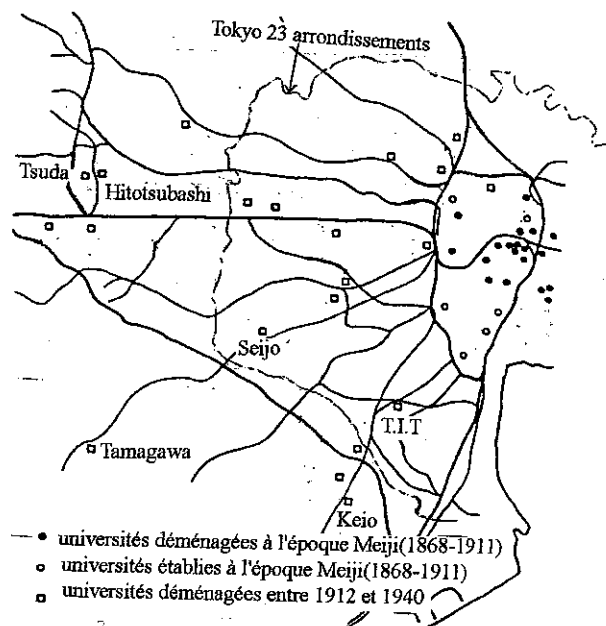 Tokyo 23 arrondissements
Tsuda
Hitotsubashi
Seijo
T.I.T
Tamagawa
Keio
universités déménagées à l'époque Meiji(1868-1911)
universités établies à l'époque Meiji(1868-1911)
universités déménagées entre 1912 et 1940